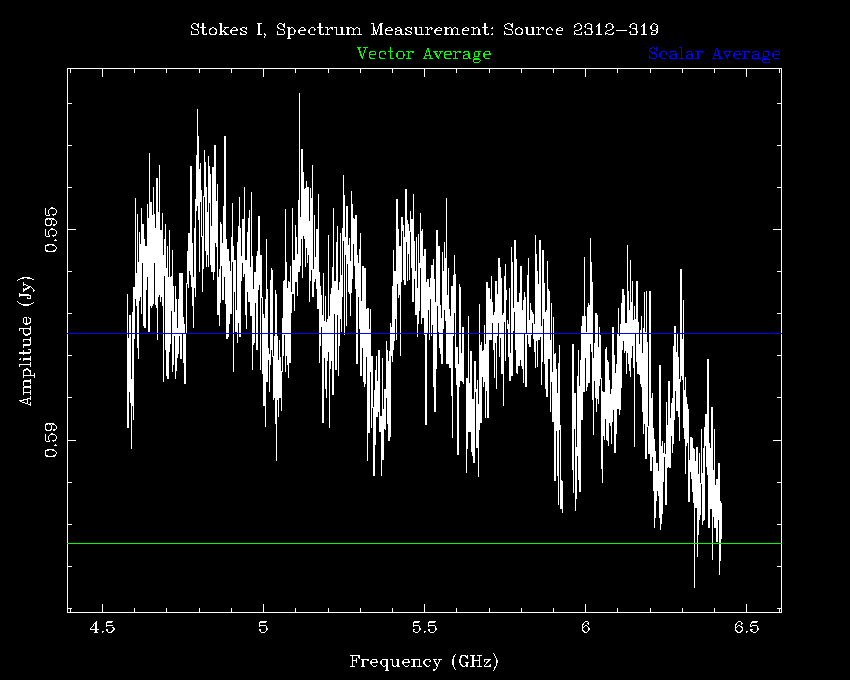 Stokes I, Spectrum Measurement: Source 2312-319
Vector Average Scalar Average
0.595
0.59
Amplitude (Jy)
4.5 5 5.5 6 6.5
Frequency (GHz)